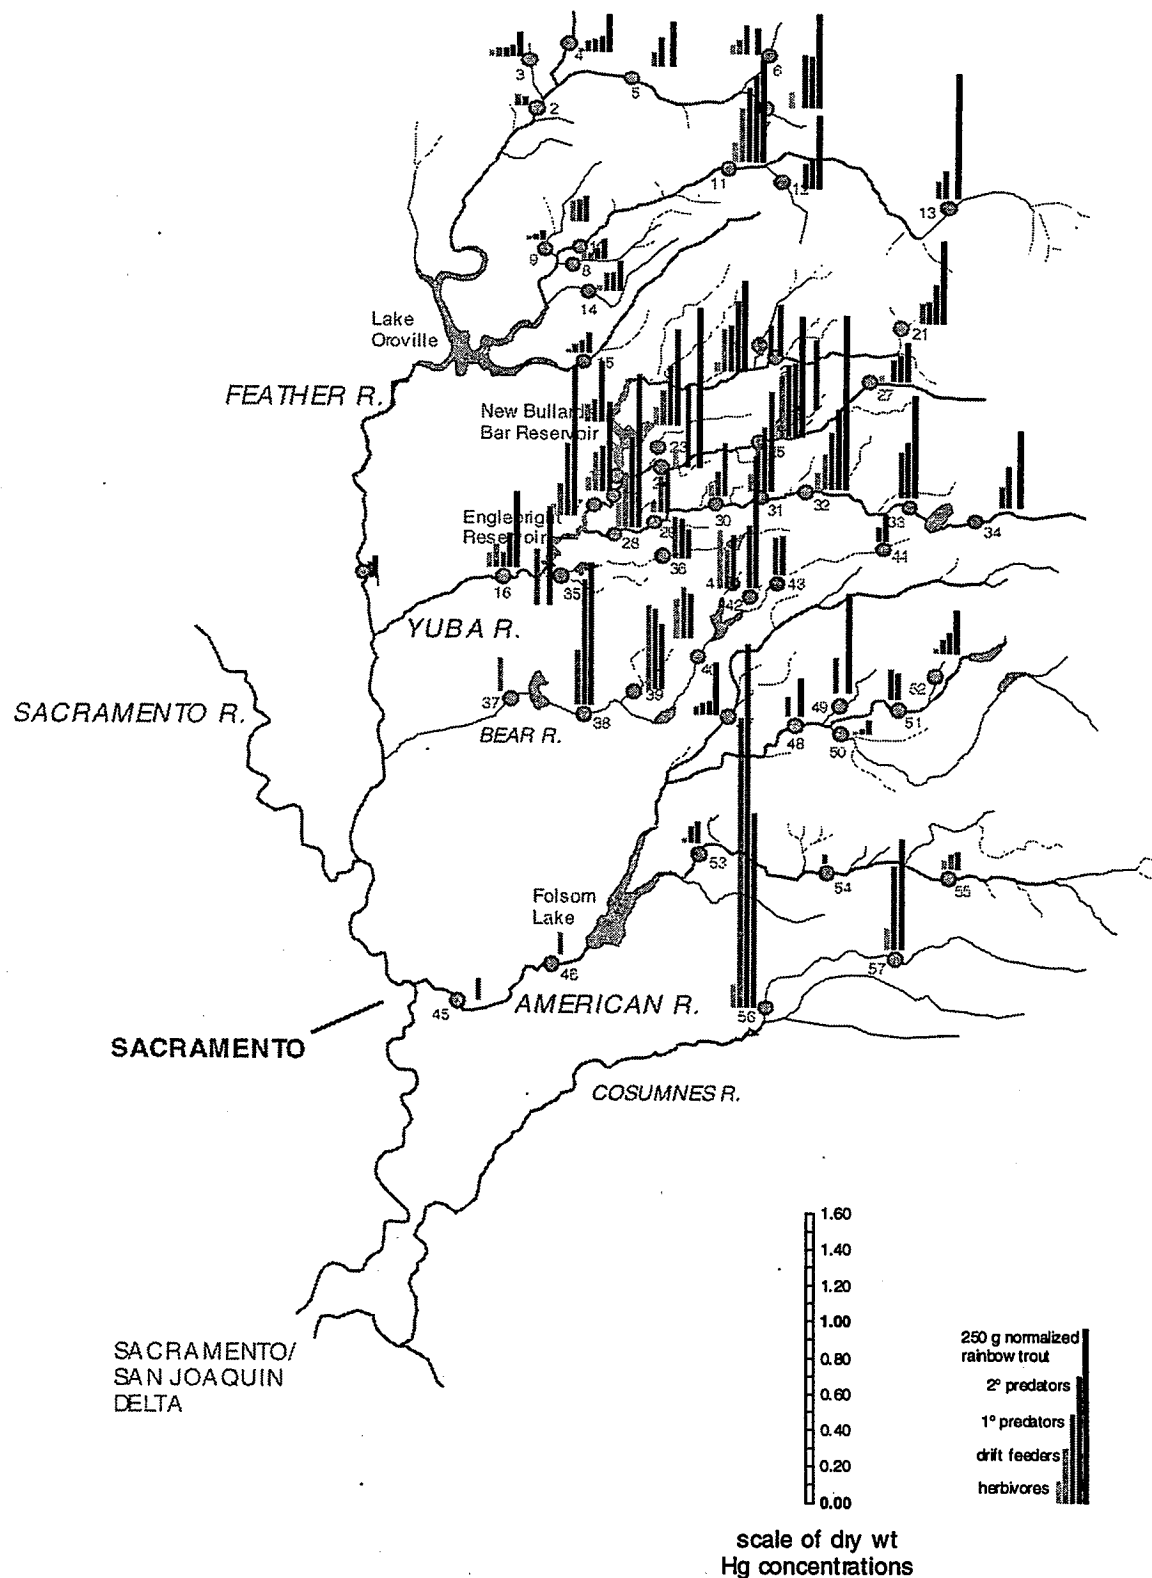 4
3
6
5
2
11
12
13
9
8
14
21
Lake
Oroville
5
FEATHER R.
27
New Bullards
Bar Reservoir
23
25
Englebright
Reservoir
28
29
30
31
32
33
34
44
36
16
35
42
43
YUBA R.
40
39
37
38
SACRAMENTO R.
BEAR R.
48
49
50
51
52
53
54
55
Folsom
Lake
46
57
45
AMERICAN R.
56
SACRAMENTO
COSUMNES R.
1.60
1.40
1.20
1.00
0.80
0.60
0.40
0.20
0.00
250 g normalized
rainbow trout
2° predators
1° predators
drift feeders
herbivores
SACRAMENTO/
SAN JOAQUIN
DELTA
scale of dry wt
Hg concentrations